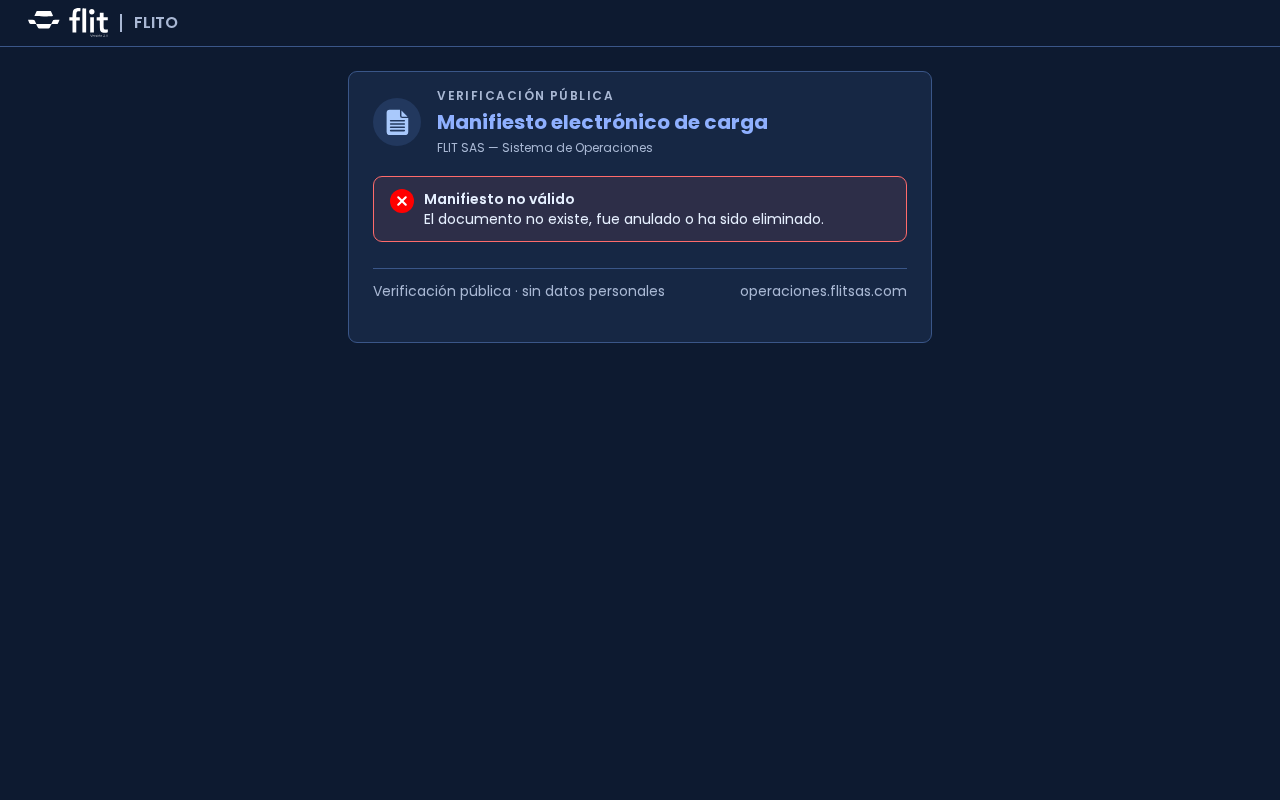 flit | FLITO
VERIFICACIÓN PÚBLICA
Manifiesto electrónico de carga
FLIT SAS — Sistema de Operaciones
Manifiesto no válido
El documento no existe, fue anulado o ha sido eliminado.
Verificación pública · sin datos personales
operaciones.flitsas.com